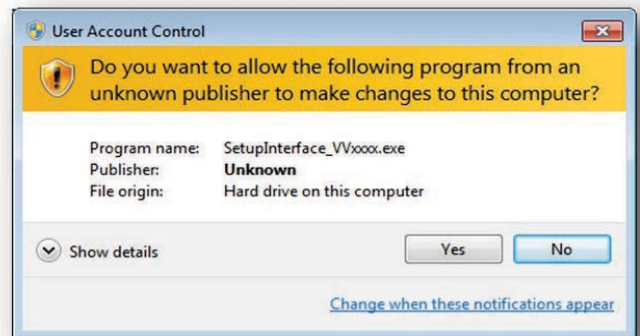 User Account Control
Do you want to allow the following program from an
unknown publisher to make changes to this computer?
Program name: SetupInterface_VVxxxx.exe
Publisher: Unknown
File origin: Hard drive on this computer
Show details
Yes No
Change when these notifications appear